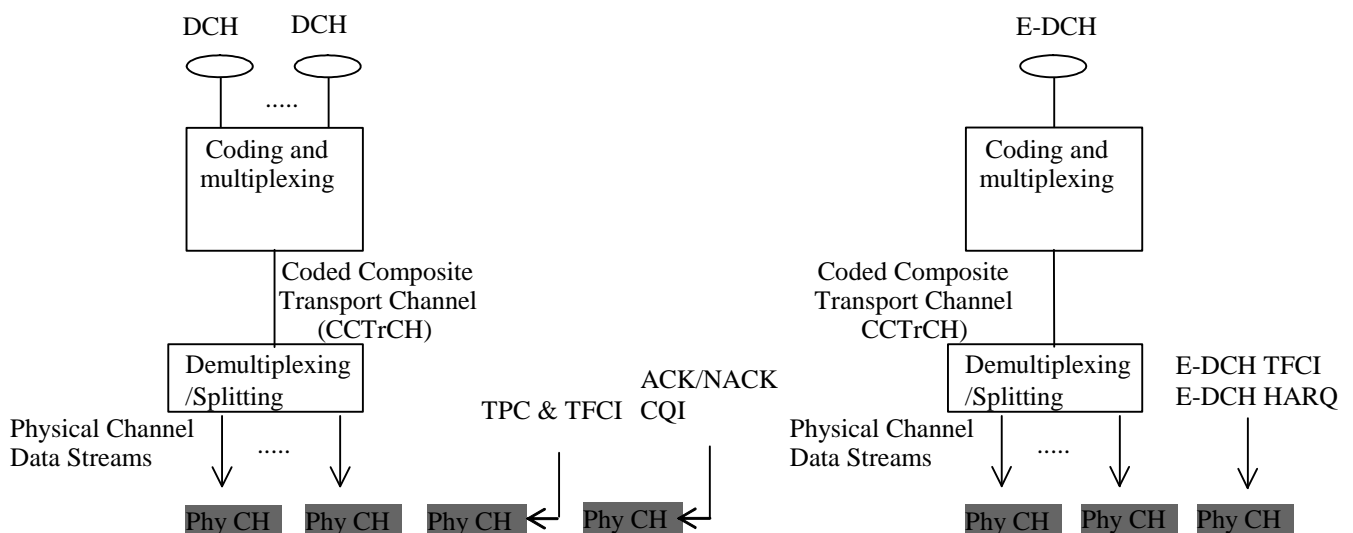 DCH
DCH
.....
Coding and
multiplexing
Coded Composite
Transport Channel
(CCTrCH)
Demultiplexing
/Splitting
Physical Channel
Data Streams
.....
TPC & TFCI
ACK/NACK
CQI
Phy CH
Phy CH
Phy CH
Phy CH
E-DCH
Coding and
multiplexing
Coded Composite
Transport Channel
CCTrCH)
Demultiplexing
/Splitting
Physical Channel
Data Streams
.....
E-DCH TFCI
E-DCH HARQ
Phy CH
Phy CH
Phy CH